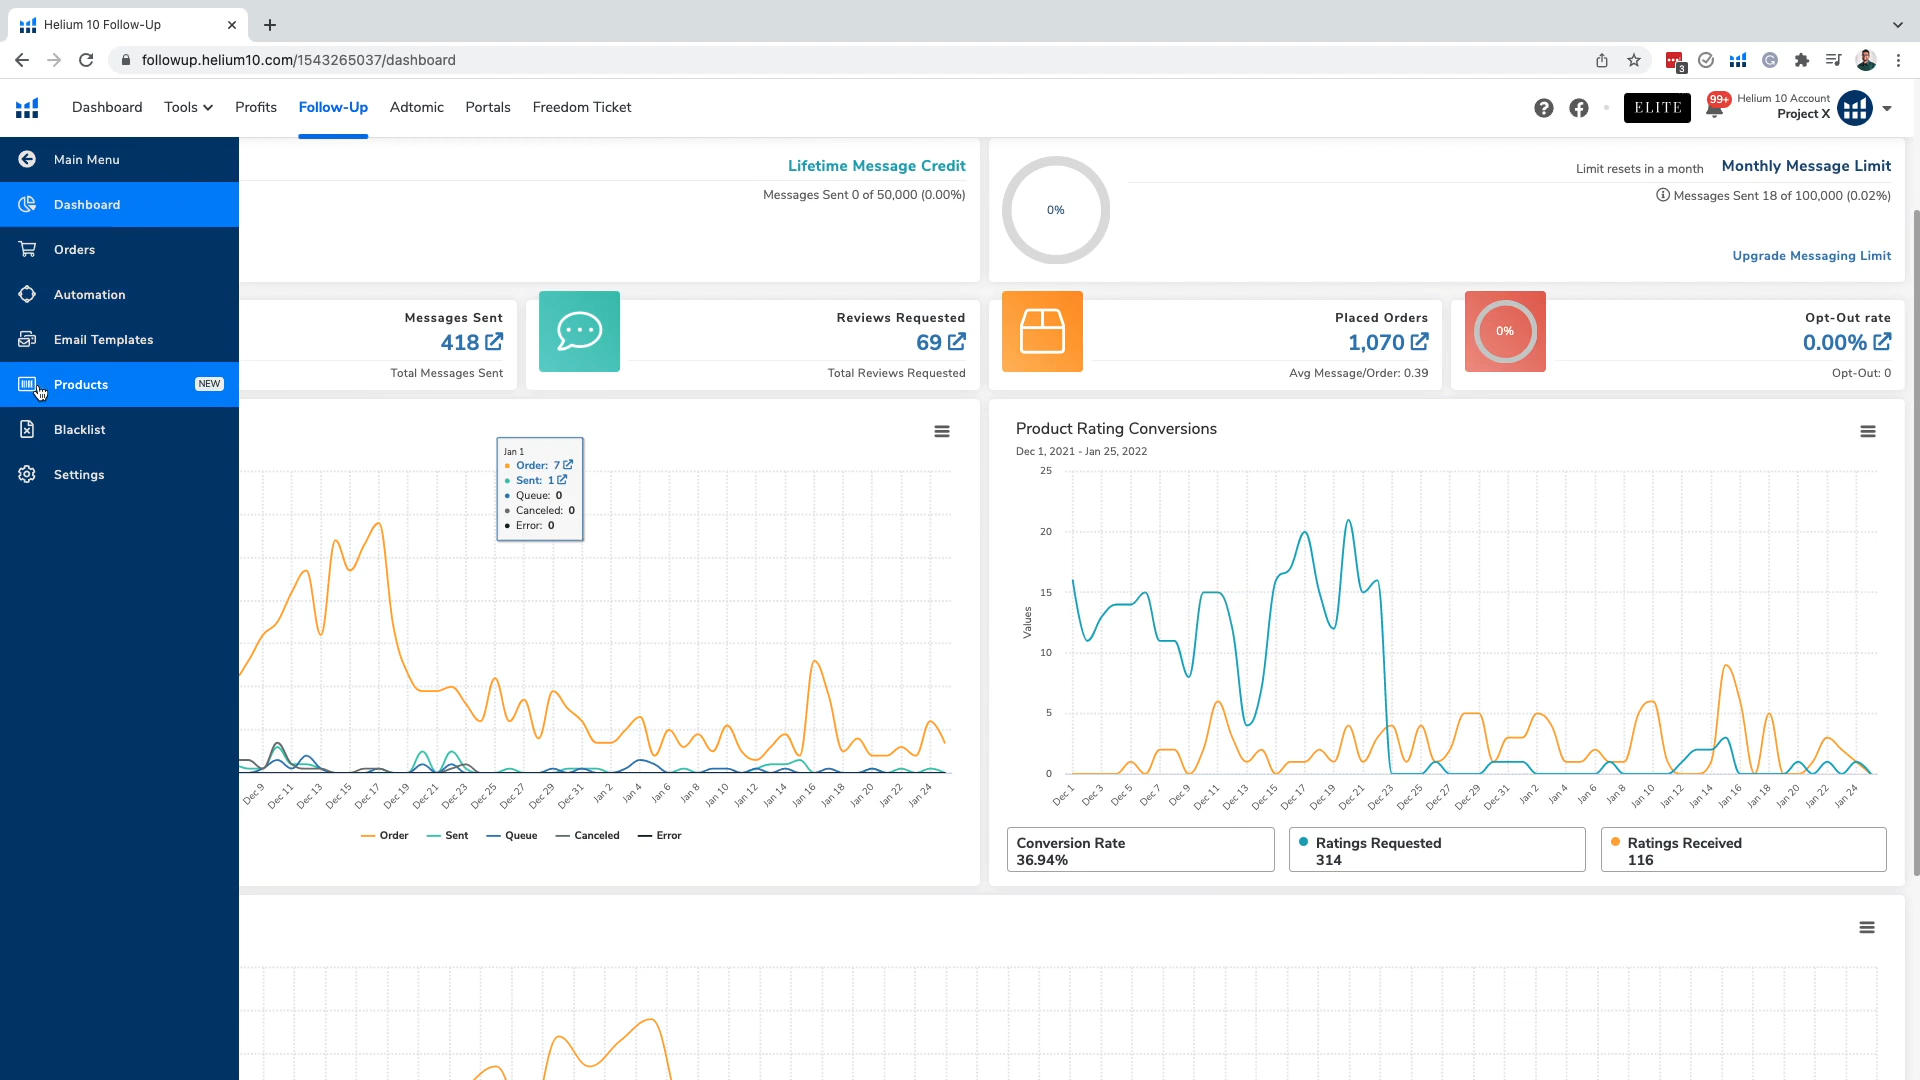 Helium 10 Follow-Up
followup.helium10.com/1543265037/dashboard
3
Dashboard Tools Profits Follow-Up Adtomic Portals Freedom Ticket
ELITE
99+
Helium 10 Account
Project X
Main Menu
Dashboard
Orders
Automation
Email Templates
Products NEW
Blacklist
Settings
Lifetime Message Credit
Messages Sent 0 of 50,000 (0.00%)
0%
Limit resets in a month Monthly Message Limit
Messages Sent 18 of 100,000 (0.02%)
Upgrade Messaging Limit
Messages Sent
418
Total Messages Sent
Reviews Requested
69
Total Reviews Requested
Placed Orders
1,070
Avg Message/Order: 0.39
0%
Opt-Out rate
0.00%
Opt-Out: 0
Jan 1
Order: 7
Sent: 1
Queue: 0
Canceled: 0
Error: 0
Dec 9 Dec 11 Dec 13 Dec 15 Dec 17 Dec 19 Dec 21 Dec 23 Dec 25 Dec 27 Dec 29 Dec 31 Jan 2 Jan 4 Jan 6 Jan 8 Jan 10 Jan 12 Jan 14 Jan 16 Jan 18 Jan 20 Jan 22 Jan 24
Order Sent Queue Canceled Error
Product Rating Conversions
Dec 1, 2021 - Jan 25, 2022
25
20
15
10
5
0
Values
Dec 1 Dec 3 Dec 5 Dec 7 Dec 9 Dec 11 Dec 13 Dec 15 Dec 17 Dec 19 Dec 21 Dec 23 Dec 25 Dec 27 Dec 29 Dec 31 Jan 2 Jan 4 Jan 6 Jan 8 Jan 10 Jan 12 Jan 14 Jan 16 Jan 18 Jan 20 Jan 22 Jan 24
Conversion Rate
36.94%
Ratings Requested
314
Ratings Received
116